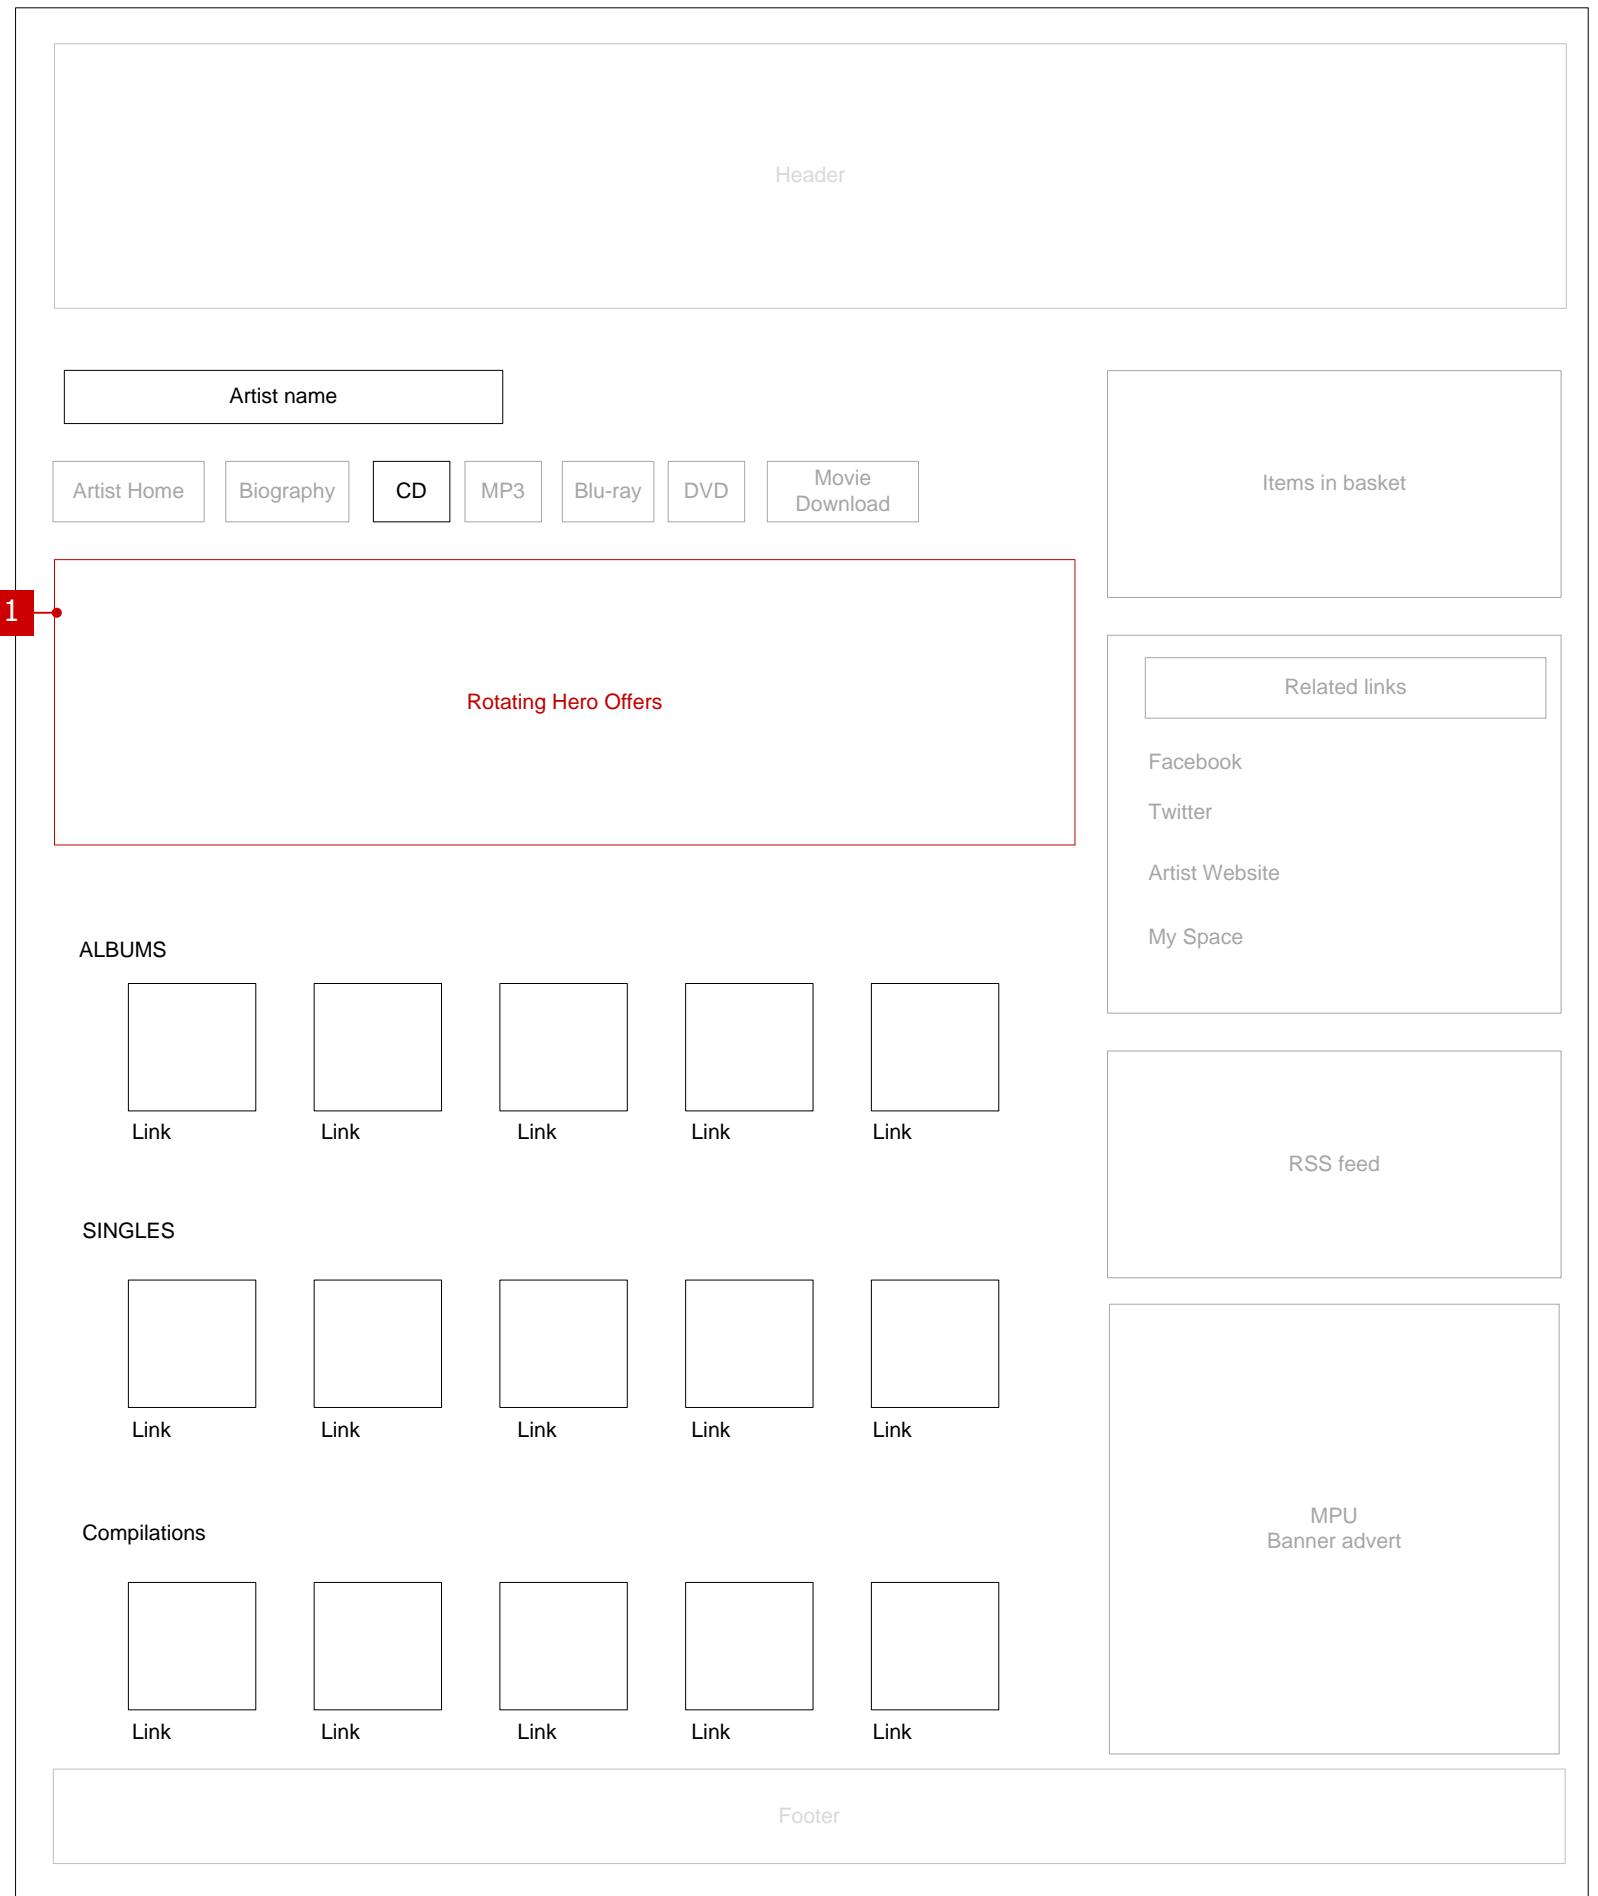 Header
Artist name
Artist Home
Biography
CD
MP3
Blu-ray
DVD
Movie
Download
1
Rotating Hero Offers
ALBUMS
Link Link Link Link Link
SINGLES
Link Link Link Link Link
Compilations
Link Link Link Link Link
Items in basket
Related links
Facebook
Twitter
Artist Website
My Space
RSS feed
MPU
Banner advert
Footer